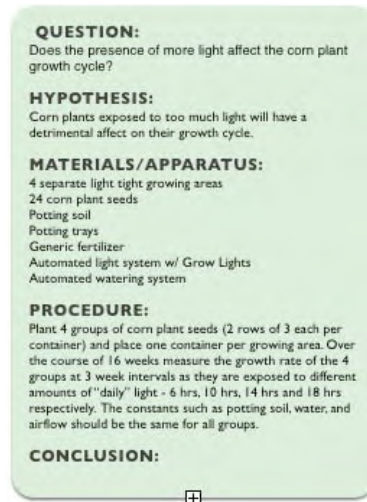 QUESTION:
Does the presence of more light affect the corn plant
growth cycle?
HYPOTHESIS:
Corn plants exposed to too much light will have a
detrimental affect on their growth cycle.
MATERIALS/APPARATUS:
4 separate light tight growing areas
24 corn plant seeds
Potting soil
Potting trays
Generic fertilizer
Automated light system w/ Grow Lights
Automated watering system
PROCEDURE:
Plant 4 groups of corn plant seeds (2 rows of 3 each per
container) and place one container per growing area. Over
the course of 16 weeks measure the growth rate of the 4
groups at 3 week intervals as they are exposed to different
amounts of "daily" light - 6 hrs, 10 hrs, 14 hrs and 18 hrs
respectively. The constants such as potting soil, water, and
airflow should be the same for all groups.
CONCLUSION: